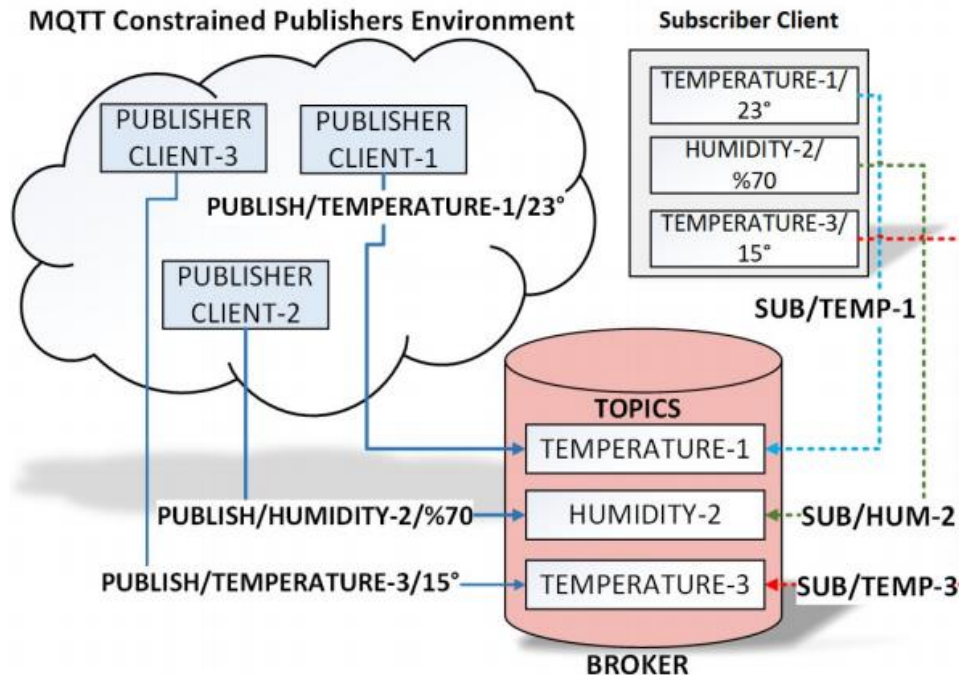 MQTT Constrained Publishers Environment
Subscriber Client
PUBLISHER
CLIENT-3
PUBLISHER
CLIENT-1
PUBLISH/TEMPERATURE-1/23°
PUBLISHER
CLIENT-2
TEMPERATURE-1/
23°
HUMIDITY-2/
%70
TEMPERATURE-3/
15°
SUB/TEMP-1
TOPICS
TEMPERATURE-1
PUBLISH/HUMIDITY-2/%70
HUMIDITY-2
SUB/HUM-2
PUBLISH/TEMPERATURE-3/15°
TEMPERATURE-3
SUB/TEMP-3
BROKER